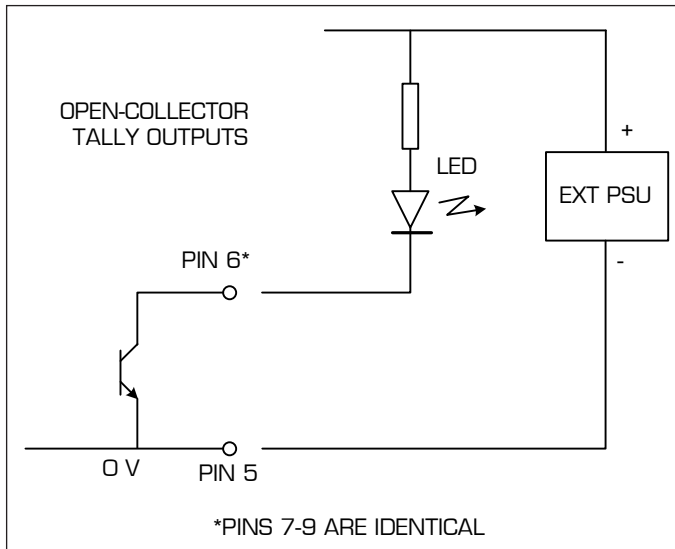 OPEN-COLLECTOR
TALLY OUTPUTS
+
LED
EXT PSU
PIN 6*
-
0 V
PIN 5
*PINS 7-9 ARE IDENTICAL